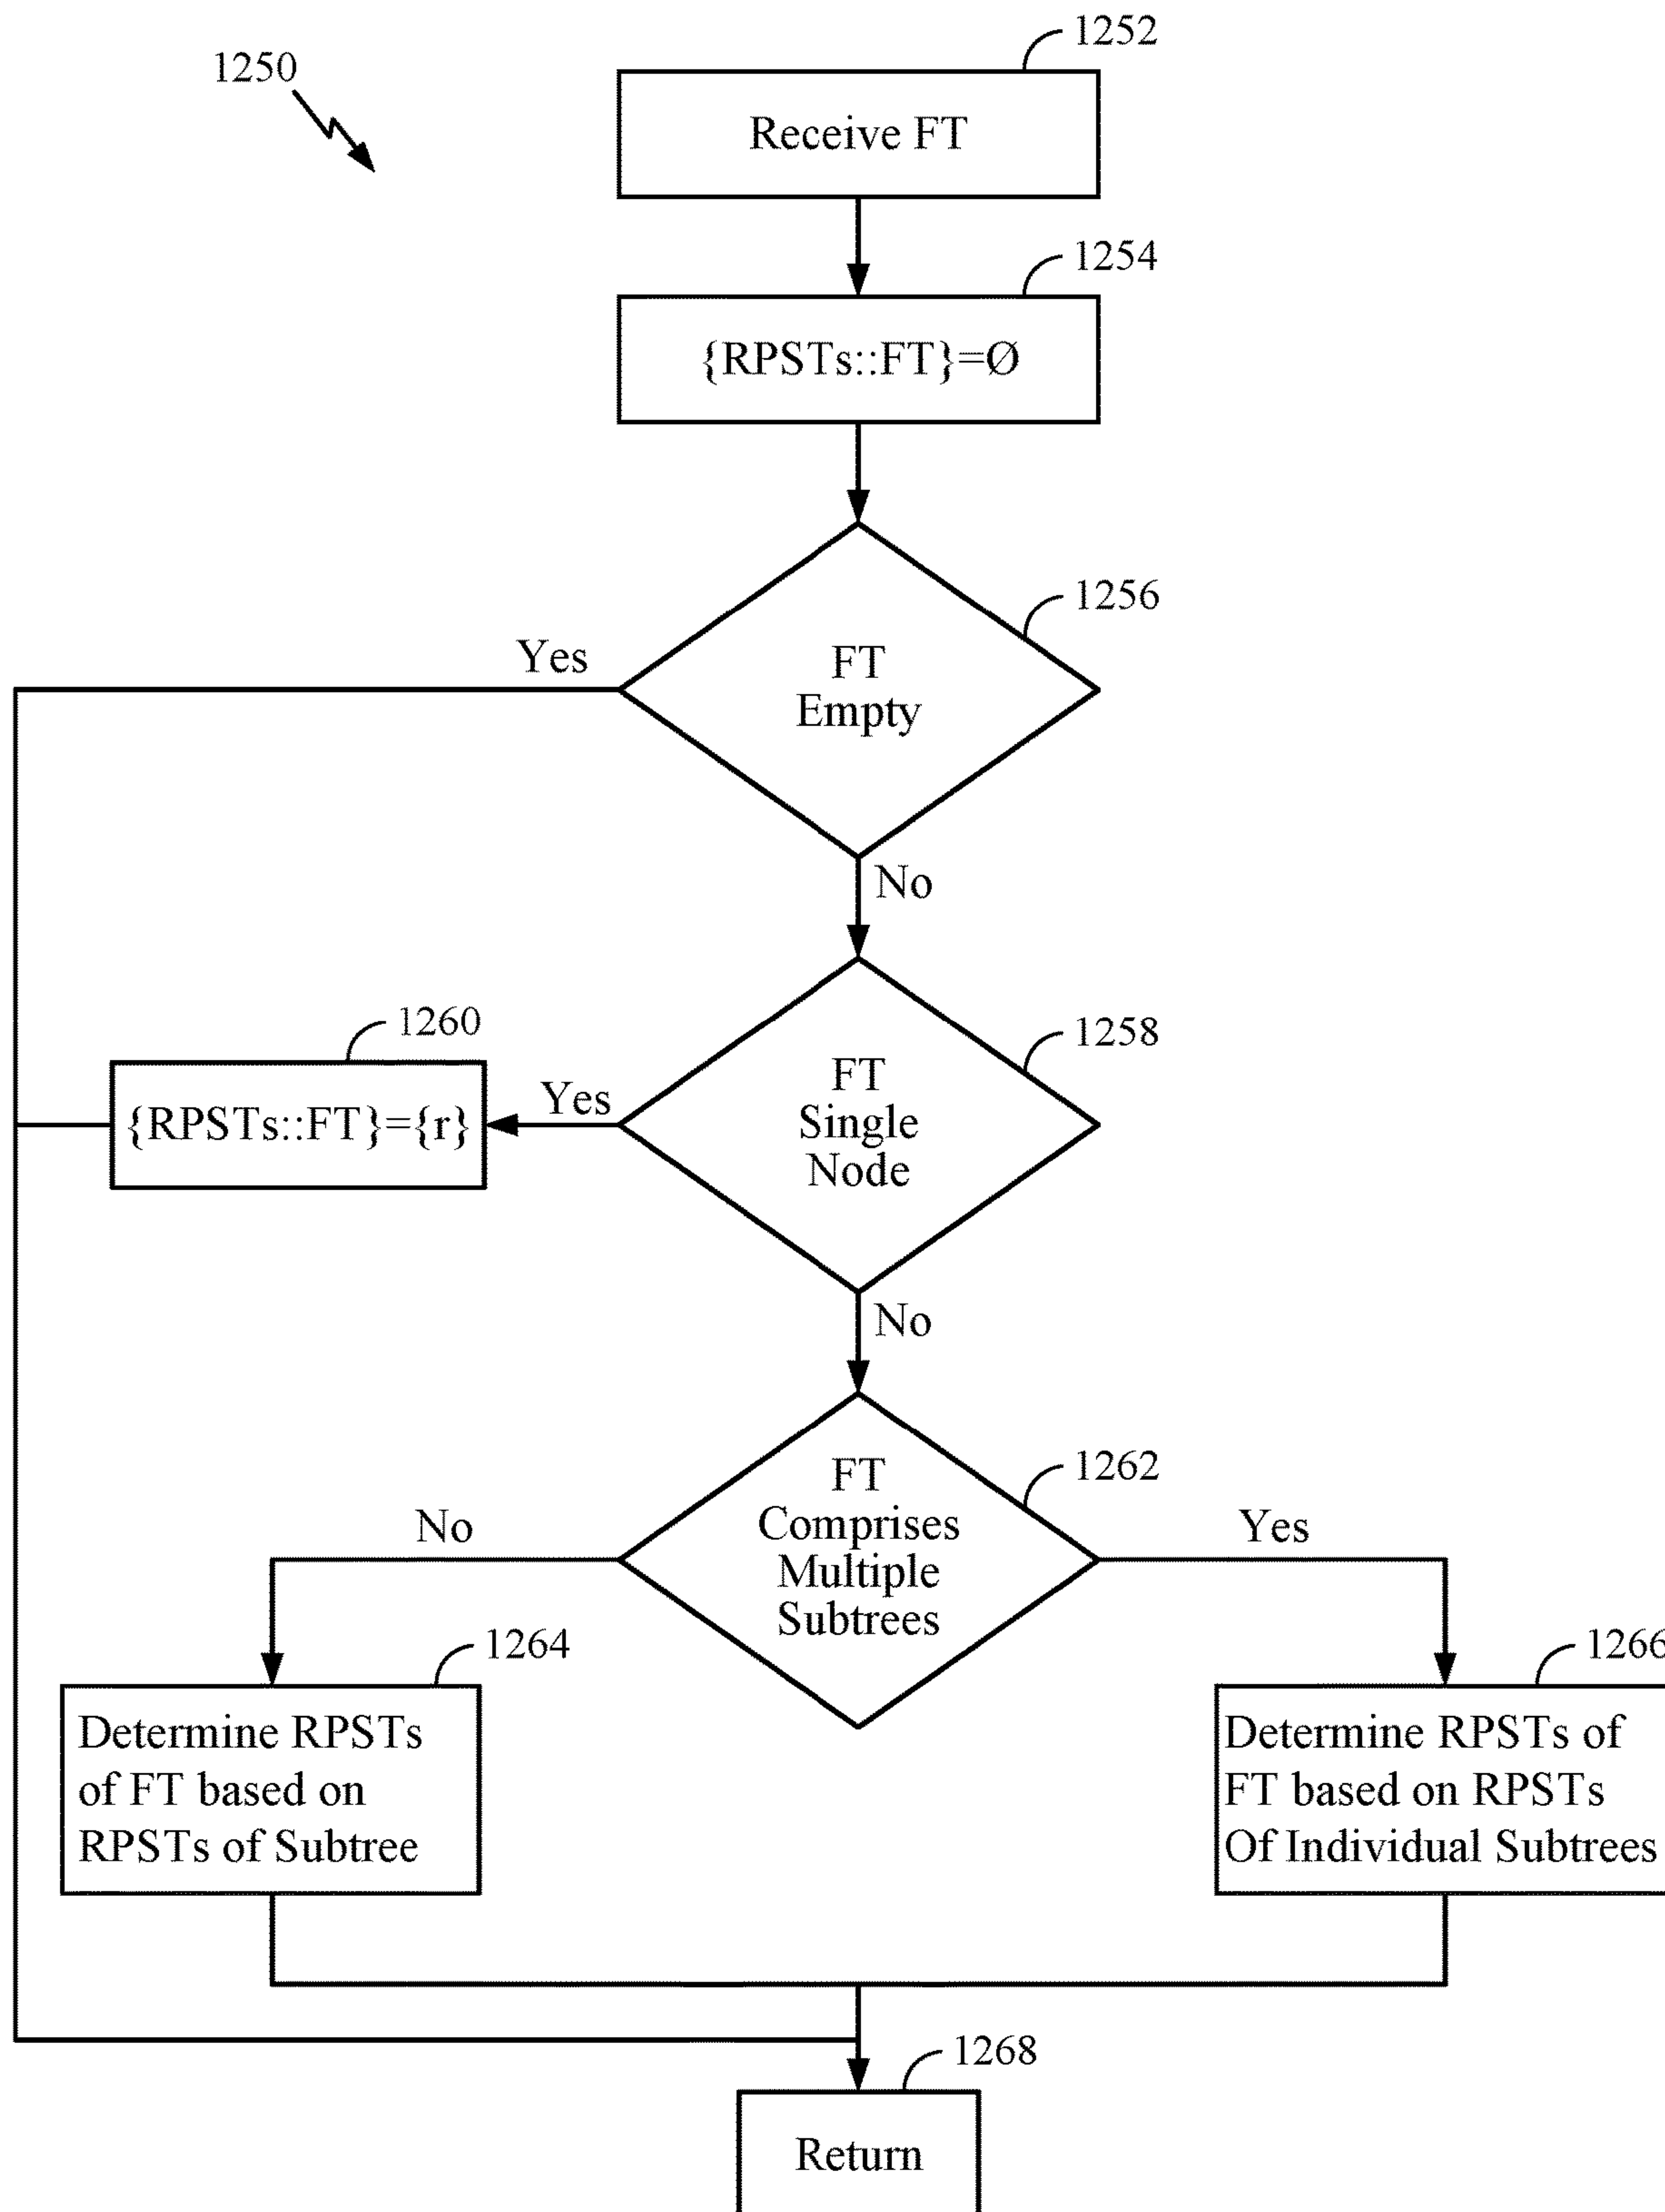 1250
1252
Receive FT
1254
{RPSTs::FT}=Ø
1256
FT
Empty
Yes
No
1258
FT
Single
Node
Yes
1260
{RPSTs::FT}={r}
No
1262
FT
Comprises
Multiple
Subtrees
No
Yes
1264
Determine RPSTs
of FT based on
RPSTs of Subtree
1266
Determine RPSTs of
FT based on RPSTs
Of Individual Subtrees
1268
Return